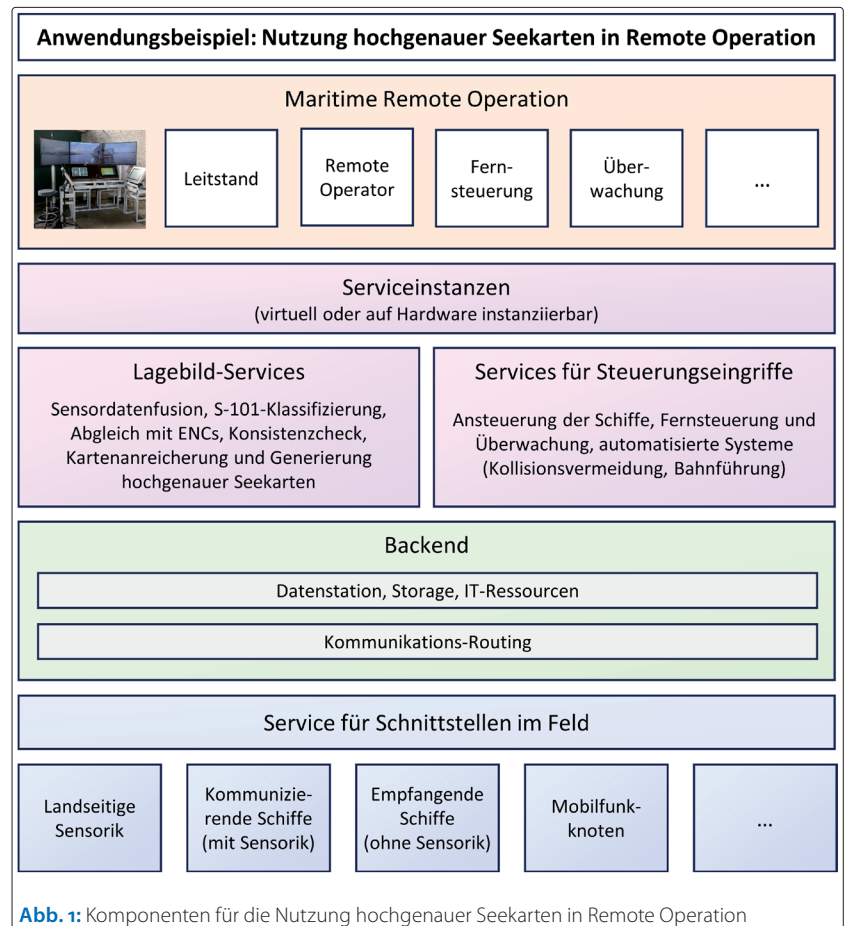 Anwendungsbeispiel: Nutzung hochgenauer Seekarten in Remote Operation
Maritime Remote Operation
Leitstand
Remote
Operator
Fern-
steuerung
Über-
wachung
...
Serviceinstanzen
(virtuell oder auf Hardware instanziierbar)
Lagebild-Services
Sensordatenfusion, S-101-Klassifizierung,
Abgleich mit ENCs, Konsistenzcheck,
Kartenanreicherung und Generierung
hochgenauer Seekarten
Services für Steuerungseingriffe
Ansteuerung der Schiffe, Fernsteuerung und
Überwachung, automatisierte Systeme
(Kollisionsvermeidung, Bahnführung)
Backend
Datenstation, Storage, IT-Ressourcen
Kommunikations-Routing
Service für Schnittstellen im Feld
Landseitige
Sensorik
Kommunizie-
rende Schiffe
(mit Sensorik)
Empfangende
Schiffe
(ohne Sensorik)
Mobilfunk-
knoten
...
Abb. 1: Komponenten für die Nutzung hochgenauer Seekarten in Remote Operation